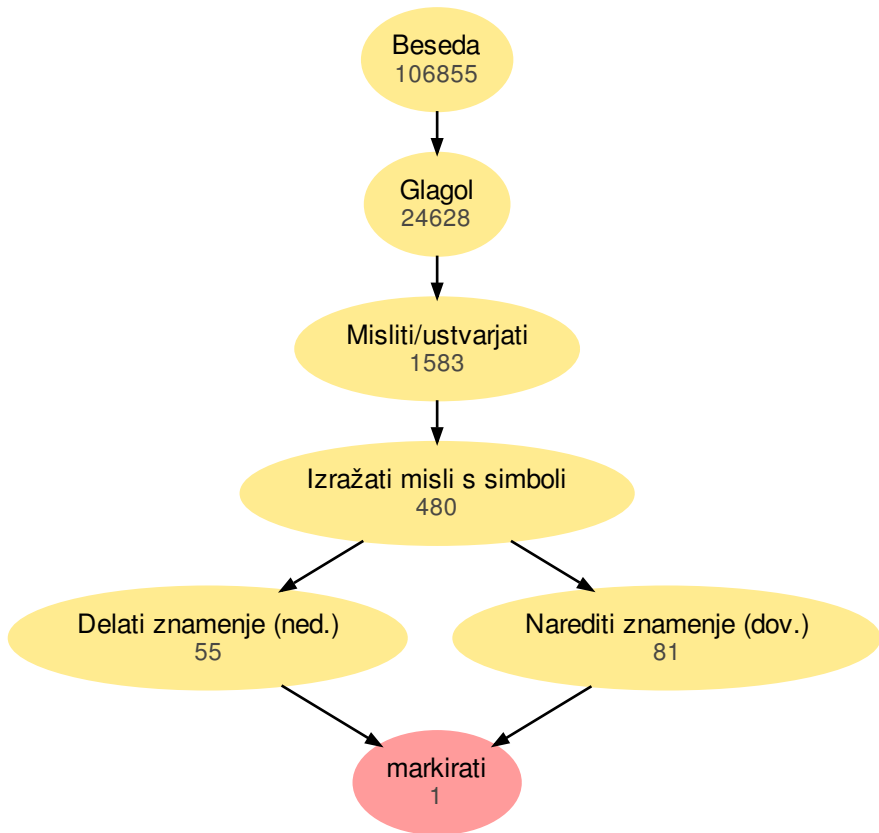 Beseda
106855
Glagol
24628
Misliti/ustvarjati
1583
Izražati misli s simboli
480
Delati znamenje (ned.)
55
Narediti znamenje (dov.)
81
markirati
1